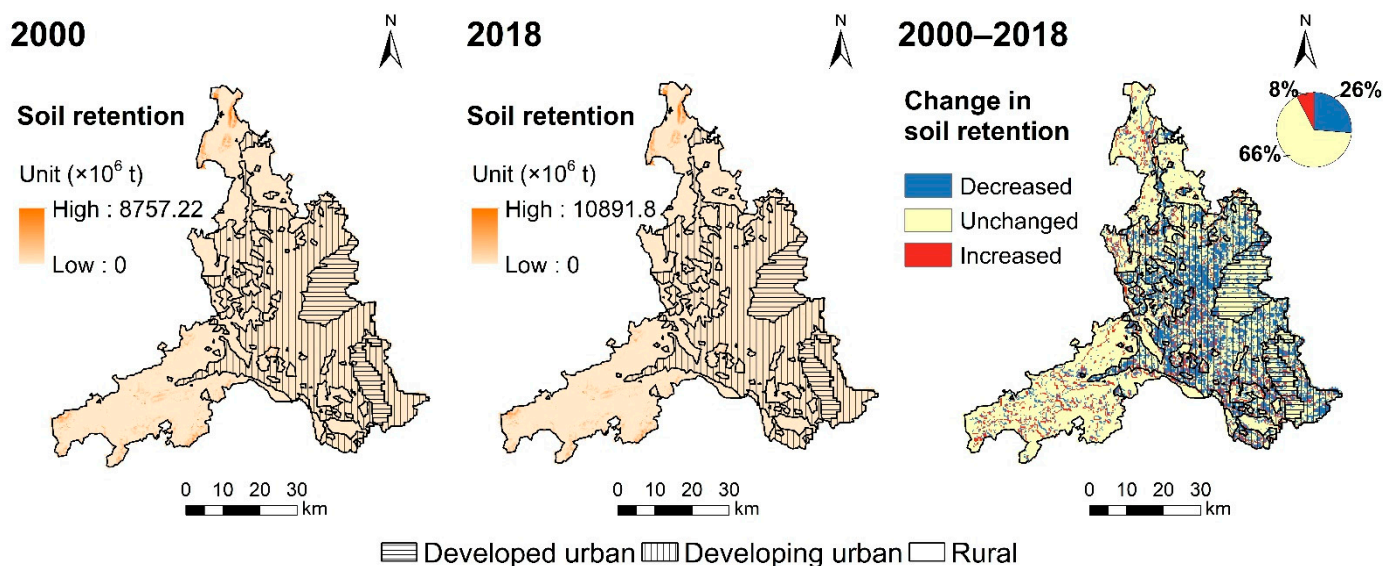 2000
N
Soil retention
Unit (×10⁶ t)
High : 8757.22
Low : 0
0 10 20 30
km
2018
N
Soil retention
Unit (×10⁶ t)
High : 10891.8
Low : 0
0 10 20 30
km
2000–2018
N
Change in
soil retention
8%
26%
66%
Decreased
Unchanged
Increased
0 10 20 30
km
Developed urban Developing urban Rural